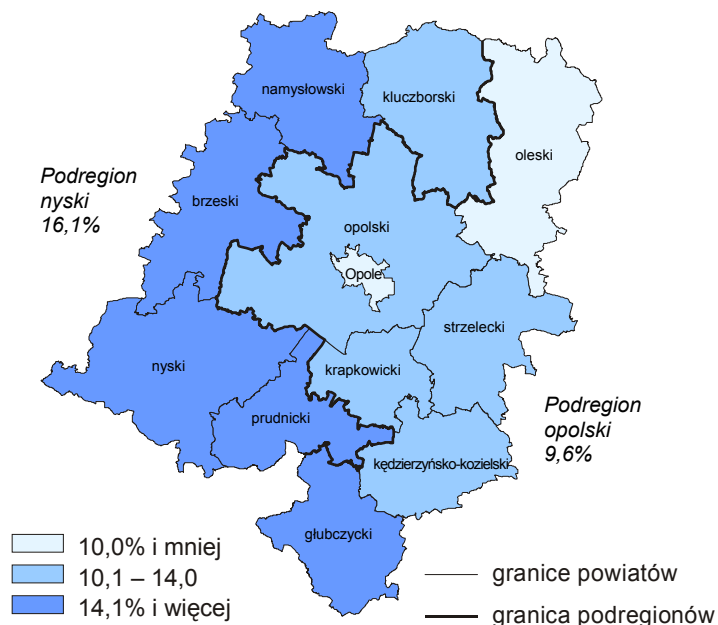 namysłowski
kluczborski
oleski
Podregion
nyski
16,1%
brzeski
opolski
Opole
strzelecki
nyski
krapkowicki
prudnicki
Podregion
opolski
9,6%
kędzierzyńsko-kozielski
głubczycki
10,0% i mniej
10,1 – 14,0
14,1% i więcej
granice powiatów
granica podregionów